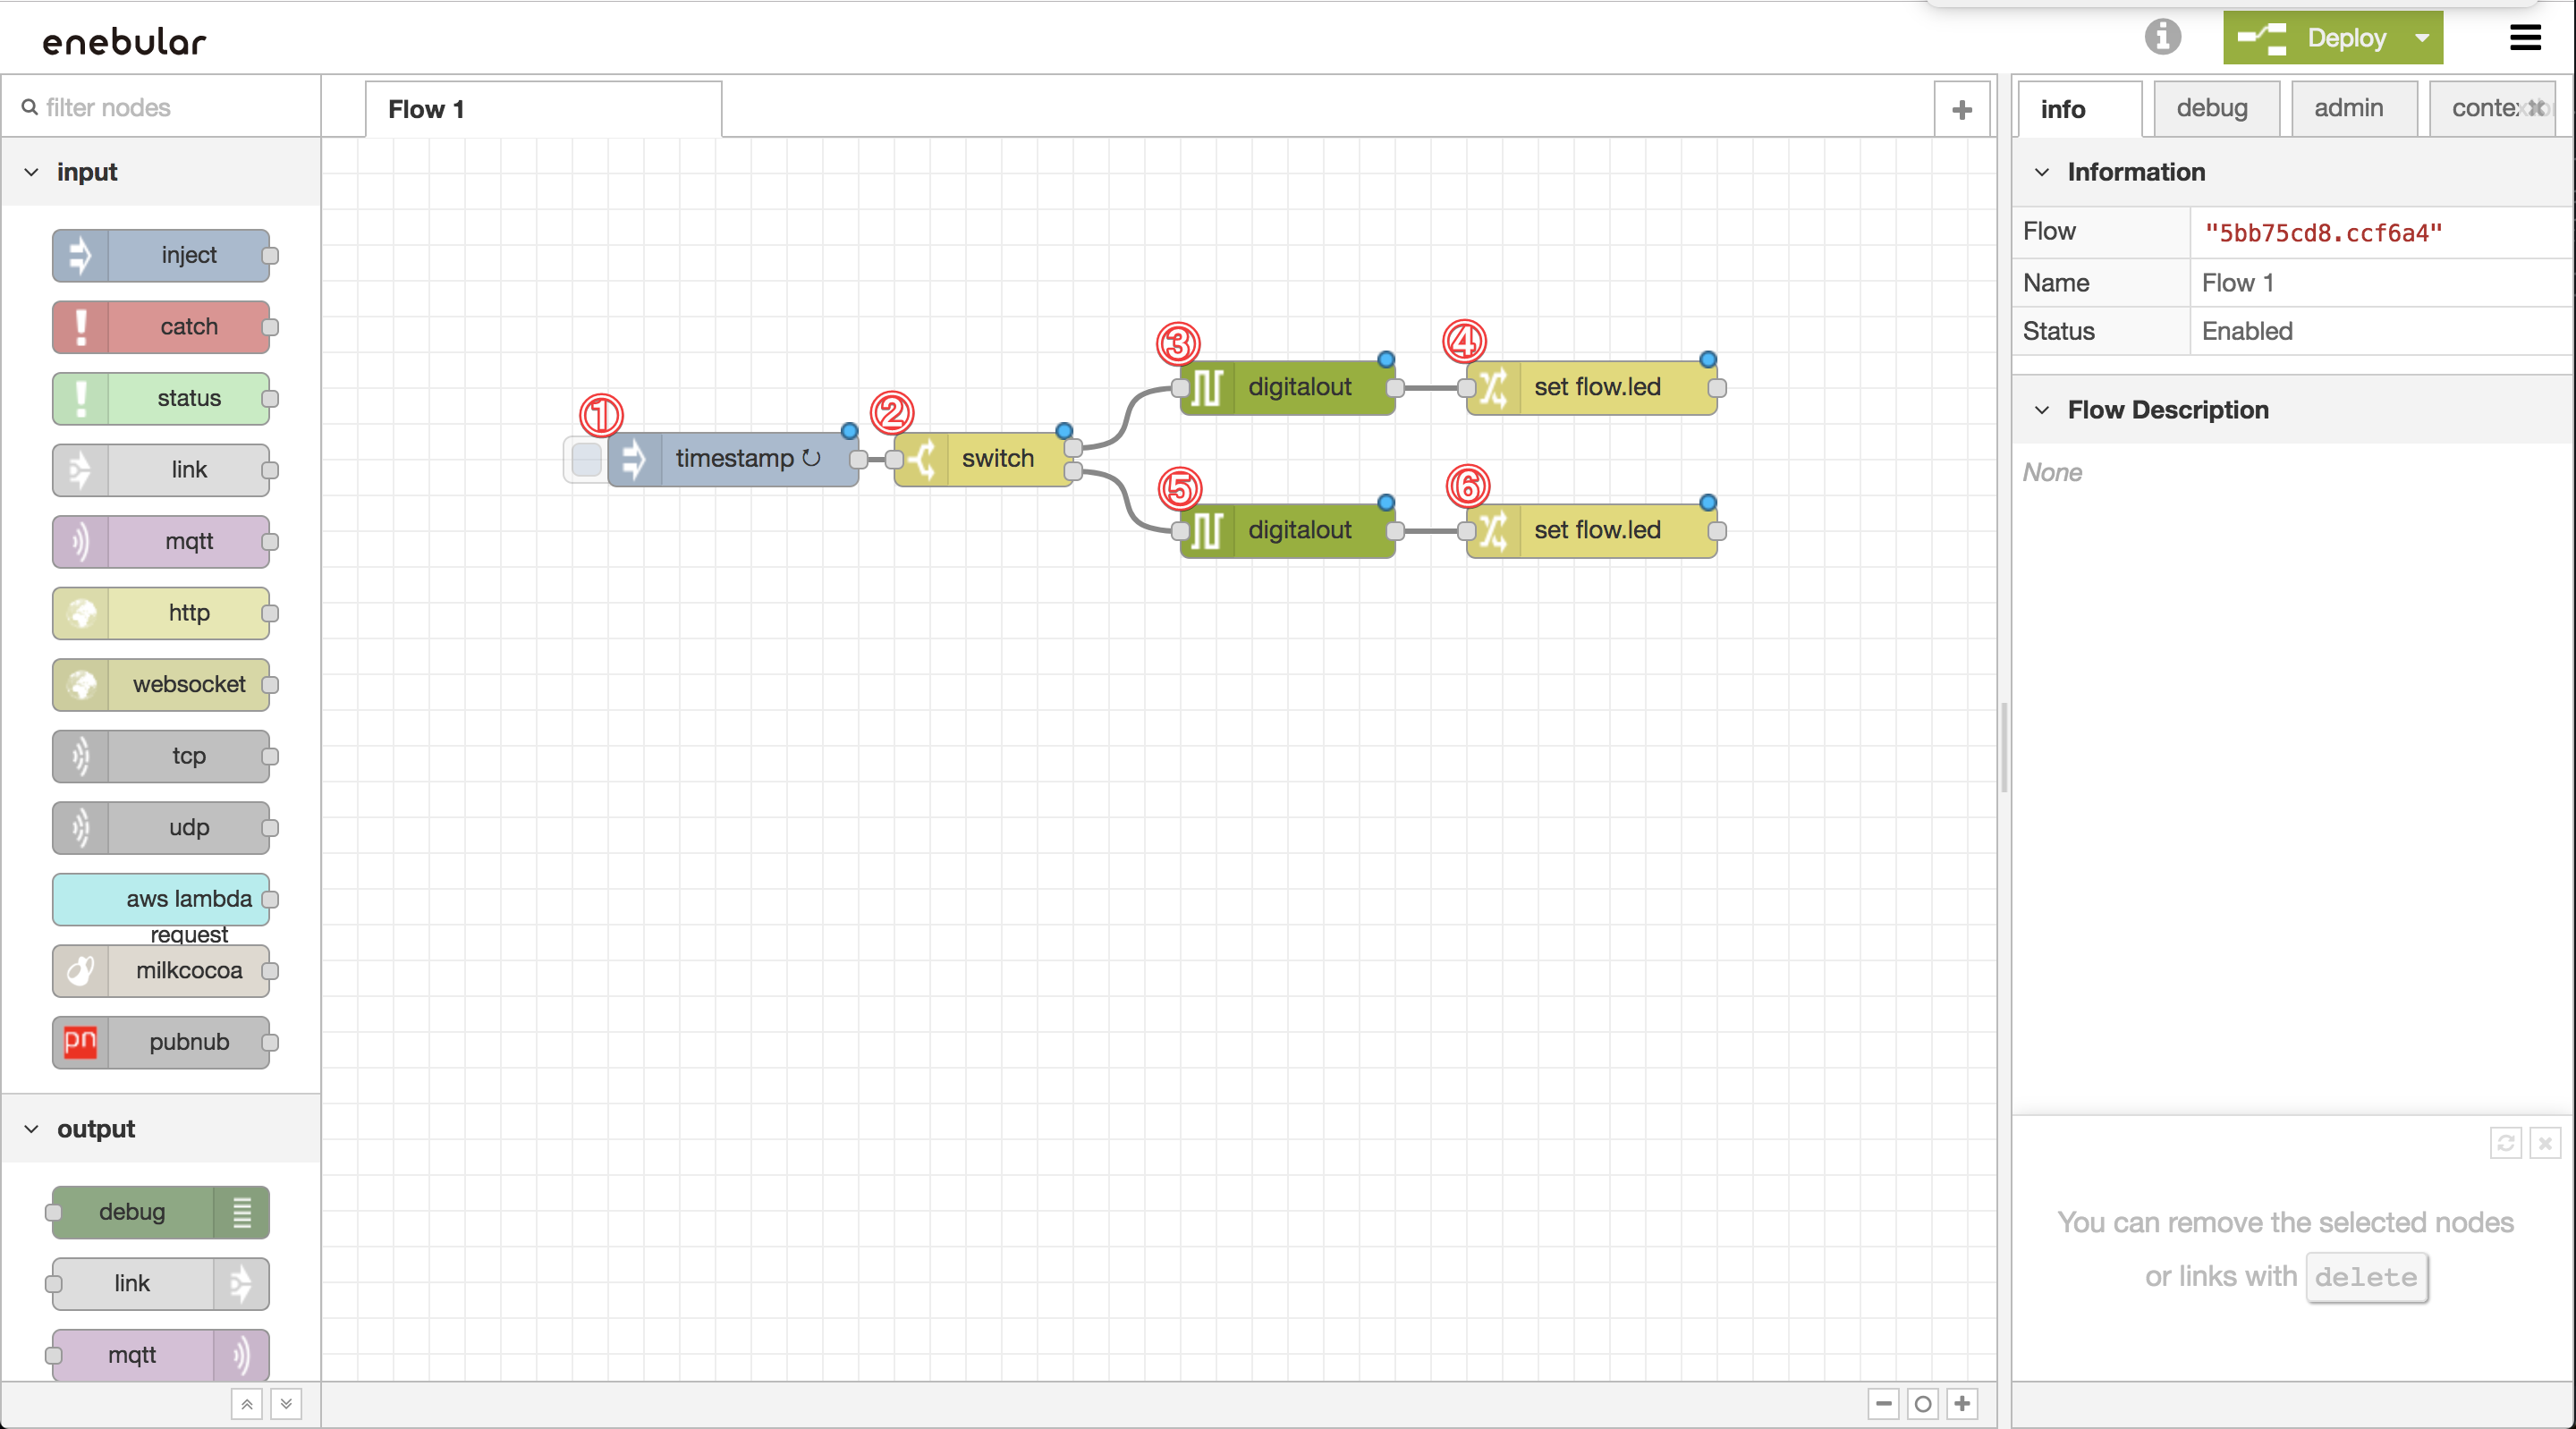 enebular
Deploy
filter nodes
Flow 1
info
debug
admin
input
inject
catch
status
link
mqtt
http
websocket
tcp
udp
aws lambda
request
milkcocoa
pubnub
output
debug
link
mqtt
①
timestamp ↻
②
switch
③
digitalout
④
set flow.led
⑤
digitalout
⑥
set flow.led
Information
Flow "5bb75cd8.ccf6a4"
Name Flow 1
Status Enabled
Flow Description
None
You can remove the selected nodes
or links with delete